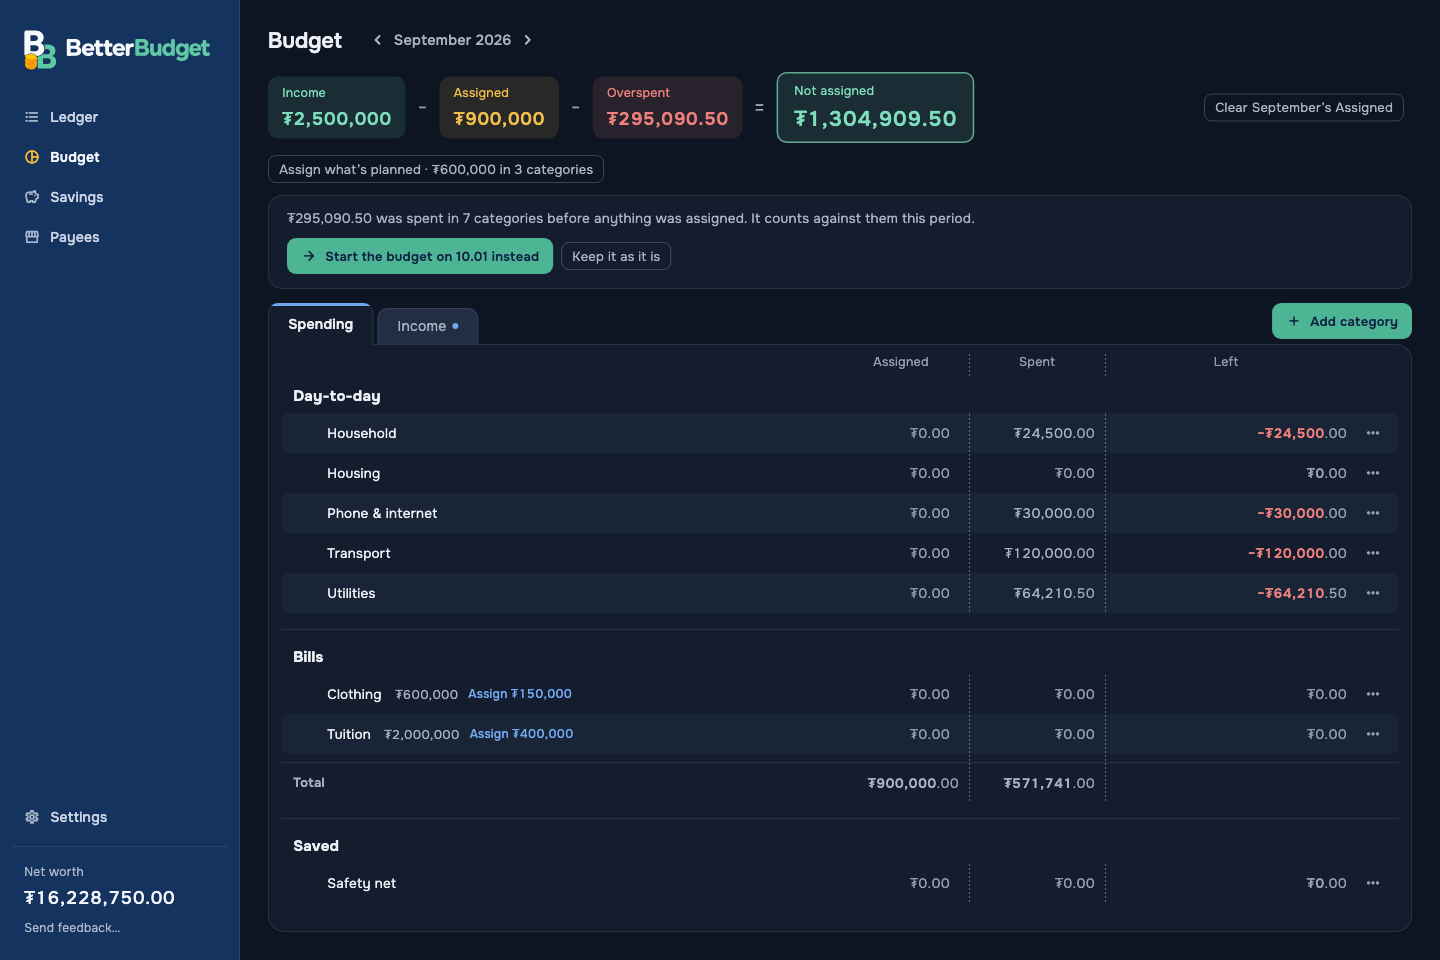 BetterBudget
Ledger
Budget
Savings
Payees
Settings
Net worth
₮16,228,750.00
Send feedback...
Budget
September 2026
Income
₮2,500,000
-
Assigned
₮900,000
-
Overspent
₮295,090.50
=
Not assigned
₮1,304,909.50
Clear September's Assigned
Assign what's planned · ₮600,000 in 3 categories
₮295,090.50 was spent in 7 categories before anything was assigned. It counts against them this period.
→ Start the budget on 10.01 instead
Keep it as it is
Spending
Income
+ Add category
Assigned Spent Left
Day-to-day
Household ₮0.00 ₮24,500.00 -₮24,500.00
Housing ₮0.00 ₮0.00 ₮0.00
Phone & internet ₮0.00 ₮30,000.00 -₮30,000.00
Transport ₮0.00 ₮120,000.00 -₮120,000.00
Utilities ₮0.00 ₮64,210.50 -₮64,210.50
Bills
Clothing ₮600,000 Assign ₮150,000 ₮0.00 ₮0.00 ₮0.00
Tuition ₮2,000,000 Assign ₮400,000 ₮0.00 ₮0.00 ₮0.00
Total ₮900,000.00 ₮571,741.00
Saved
Safety net ₮0.00 ₮0.00 ₮0.00